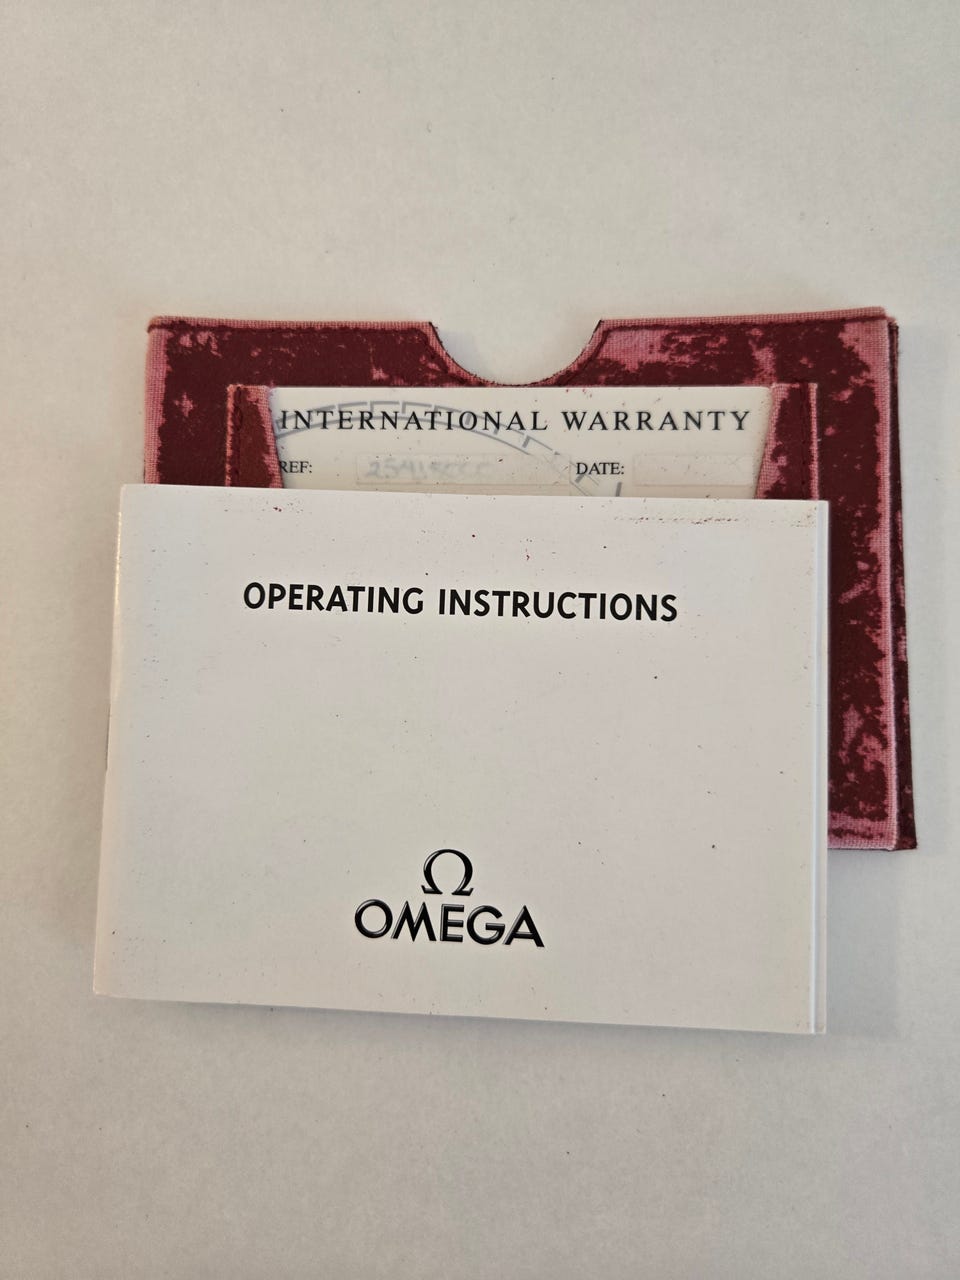 INTERNATIONAL WARRANTY
REF: DATE:
OPERATING INSTRUCTIONS
Ω
OMEGA